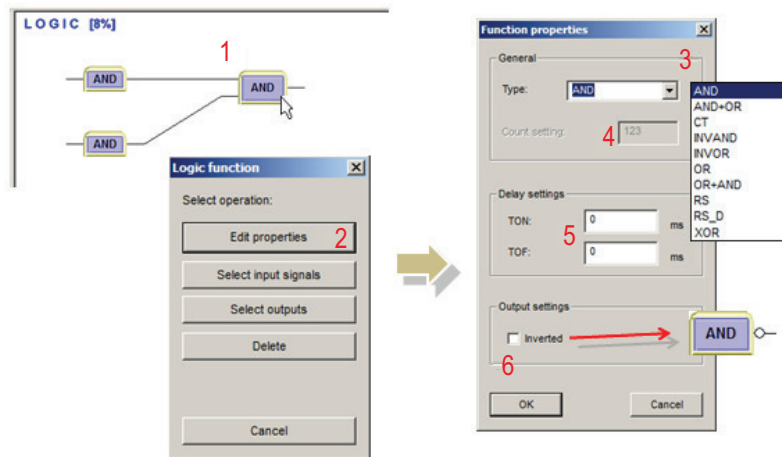 LOGIC [8%]
1
AND
AND
AND
Logic function
Select operation:
Edit properties
2
Select input signals
Select outputs
Delete
Cancel
Function properties
3
General
Type:
AND
Count setting:
4
123
AND
AND+OR
CT
INVAND
INVOR
OR
OR+AND
RS
RS_D
XOR
Delay settings
TON:
0
ms
5
TOF:
0
ms
Output settings
Inverted
AND
6
OK
Cancel